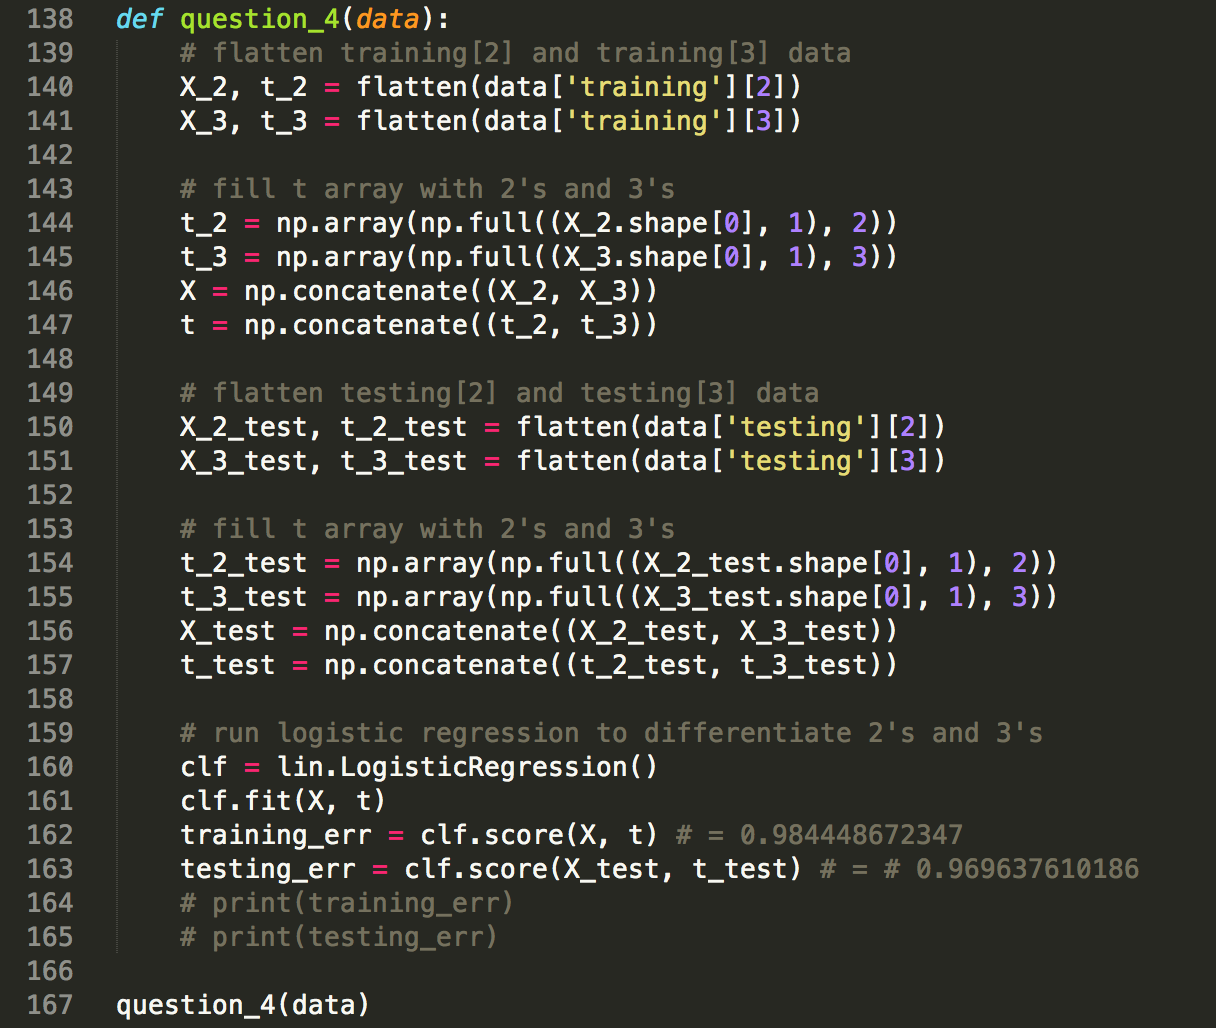 138 def question_4(data):
139     # flatten training[2] and training[3] data
140     X_2, t_2 = flatten(data['training'][2])
141     X_3, t_3 = flatten(data['training'][3])
142
143     # fill t array with 2's and 3's
144     t_2 = np.array(np.full((X_2.shape[0], 1), 2))
145     t_3 = np.array(np.full((X_3.shape[0], 1), 3))
146     X = np.concatenate((X_2, X_3))
147     t = np.concatenate((t_2, t_3))
148
149     # flatten testing[2] and testing[3] data
150     X_2_test, t_2_test = flatten(data['testing'][2])
151     X_3_test, t_3_test = flatten(data['testing'][3])
152
153     # fill t array with 2's and 3's
154     t_2_test = np.array(np.full((X_2_test.shape[0], 1), 2))
155     t_3_test = np.array(np.full((X_3_test.shape[0], 1), 3))
156     X_test = np.concatenate((X_2_test, X_3_test))
157     t_test = np.concatenate((t_2_test, t_3_test))
158
159     # run logistic regression to differentiate 2's and 3's
160     clf = lin.LogisticRegression()
161     clf.fit(X, t)
162     training_err = clf.score(X, t) # = 0.984448672347
163     testing_err = clf.score(X_test, t_test) # = # 0.969637610186
164     # print(training_err)
165     # print(testing_err)
166
167 question_4(data)